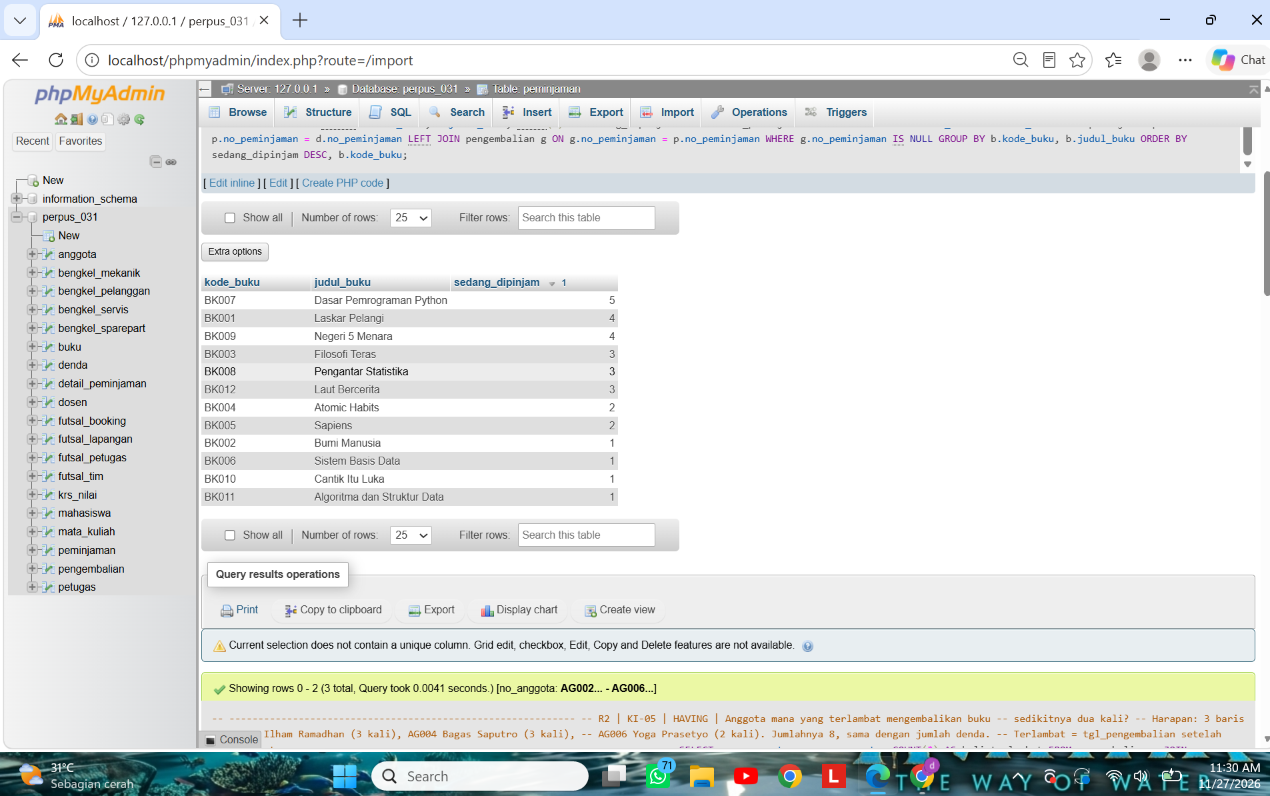 localhost / 127.0.0.1 / perpus_031
localhost/phpmyadmin/index.php?route=/import
Chat
phpMyAdmin
Recent
Favorites
New
information_schema
perpus_031
New
anggota
bengkel_mekanik
bengkel_pelanggan
bengkel_servis
bengkel_sparepart
buku
denda
detail_peminjaman
dosen
futsal_booking
futsal_lapangan
futsal_petugas
futsal_tim
krs_nilai
mahasiswa
mata_kuliah
peminjaman
pengembalian
petugas
Server: 127.0.0.1 » Database: perpus_031 » Table: peminjaman
Browse Structure SQL Search Insert Export Import Operations Triggers
p.no_peminjaman = d.no_peminjaman LEFT JOIN pengembalian g ON g.no_peminjaman = p.no_peminjaman WHERE g.no_peminjaman IS NULL GROUP BY b.kode_buku, b.judul_buku ORDER BY
sedang_dipinjam DESC, b.kode_buku;
[ Edit inline ] [ Edit ] [ Create PHP code ]
Show all | Number of rows: 25 Filter rows: Search this table
Extra options
kode_buku judul_buku sedang_dipinjam 1
BK007 Dasar Pemrograman Python 5
BK001 Laskar Pelangi 4
BK009 Negeri 5 Menara 4
BK003 Filosofi Teras 3
BK008 Pengantar Statistika 3
BK012 Laut Bercerita 3
BK004 Atomic Habits 2
BK005 Sapiens 2
BK002 Bumi Manusia 1
BK006 Sistem Basis Data 1
BK010 Cantik Itu Luka 1
BK011 Algoritma dan Struktur Data 1
Show all | Number of rows: 25 Filter rows: Search this table
Query results operations
Print Copy to clipboard Export Display chart Create view
Current selection does not contain a unique column. Grid edit, checkbox, Edit, Copy and Delete features are not available.
Showing rows 0 - 2 (3 total, Query took 0.0041 seconds.) [no_anggota: AG002... - AG006...]
-- ------------------------------------------------------------ -- R2 | KI-05 | HAVING | Anggota mana yang terlambat mengembalikan buku -- sedikitnya dua kali? -- Harapan: 3 baris
Ilham Ramadhan (3 kali), AG004 Bagas Saputro (3 kali), -- AG006 Yoga Prasetyo (2 kali). Jumlahnya 8, sama dengan jumlah denda. -- Terlambat = tgl_pengembalian setelah
Console
31°C
Sebagian cerah
Search
71
d
THE WAY OF WATER
11:30 AM
11/27/2026